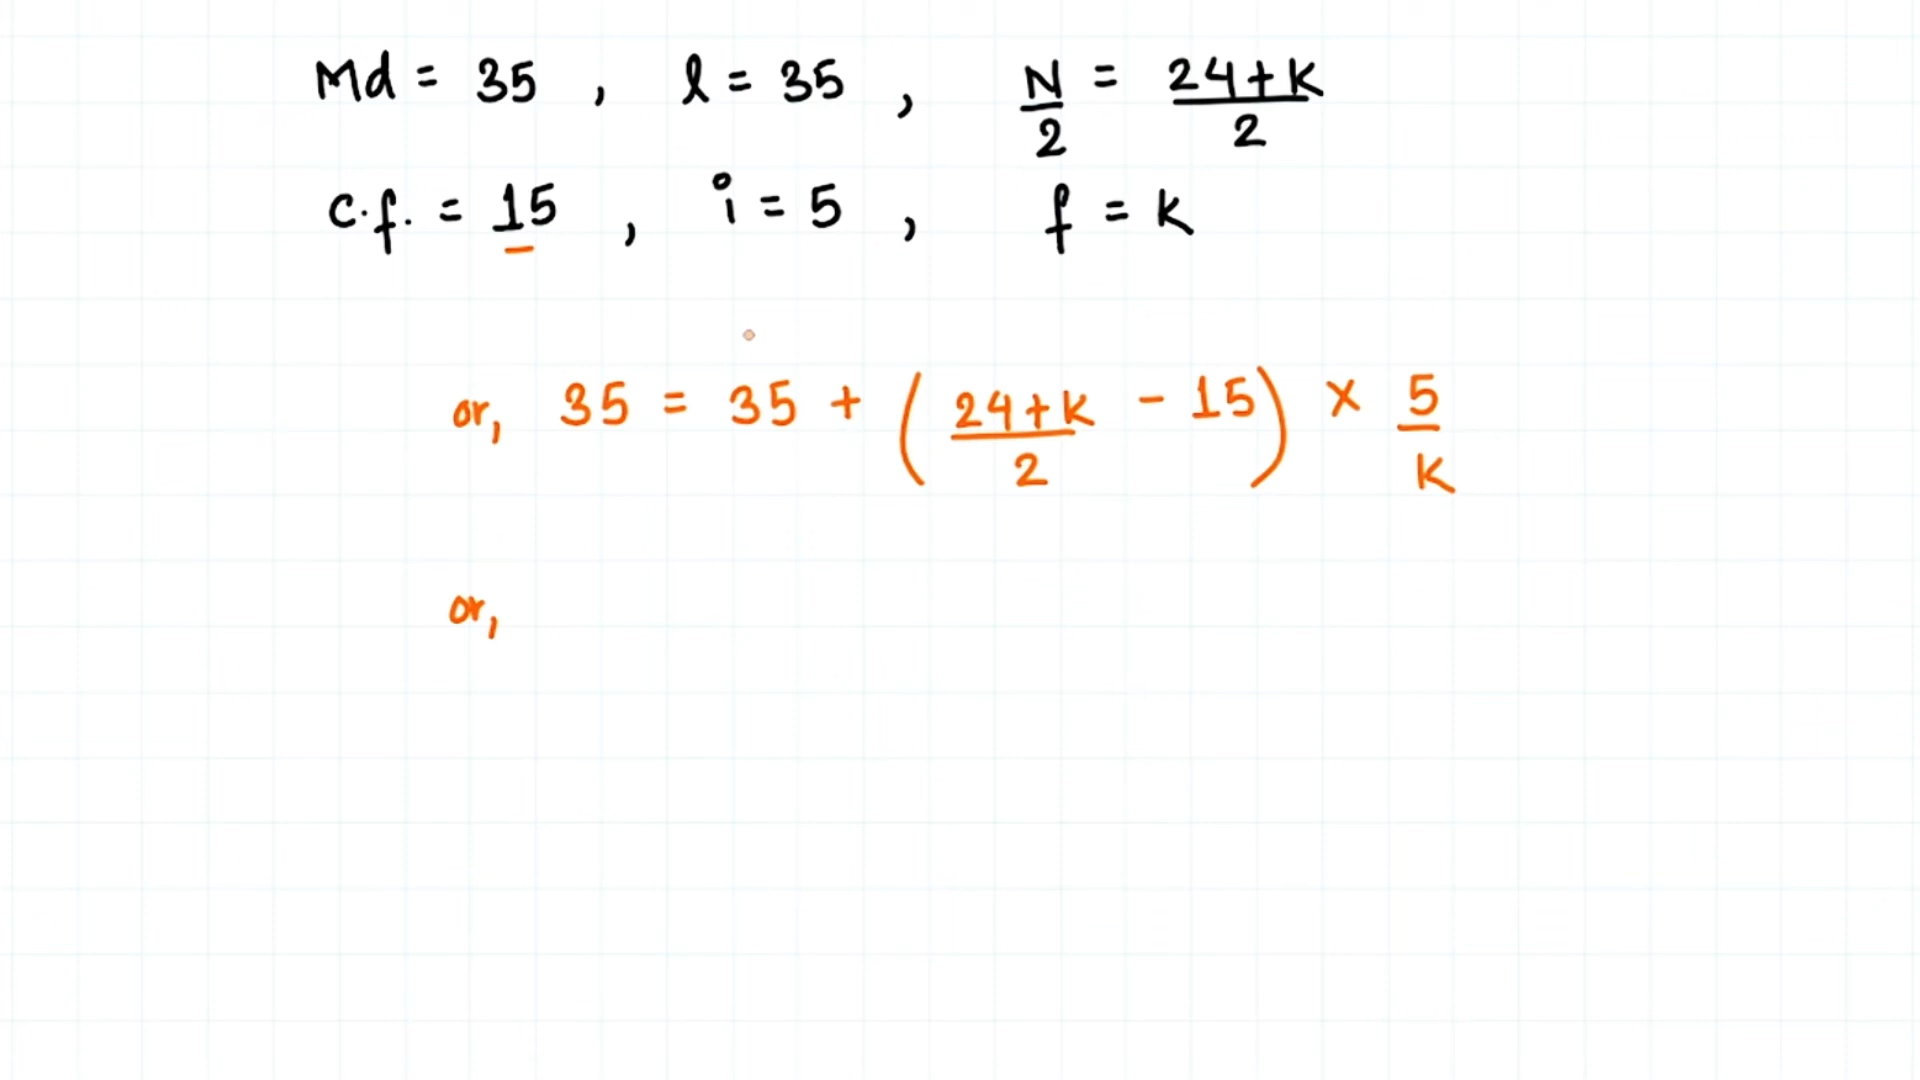 Md = 35 , l = 35 , N/2 = 24+K/2
c.f. = 15 , i = 5 , f = K
or, 35 = 35 + (24+K/2 - 15) × 5/K
or,